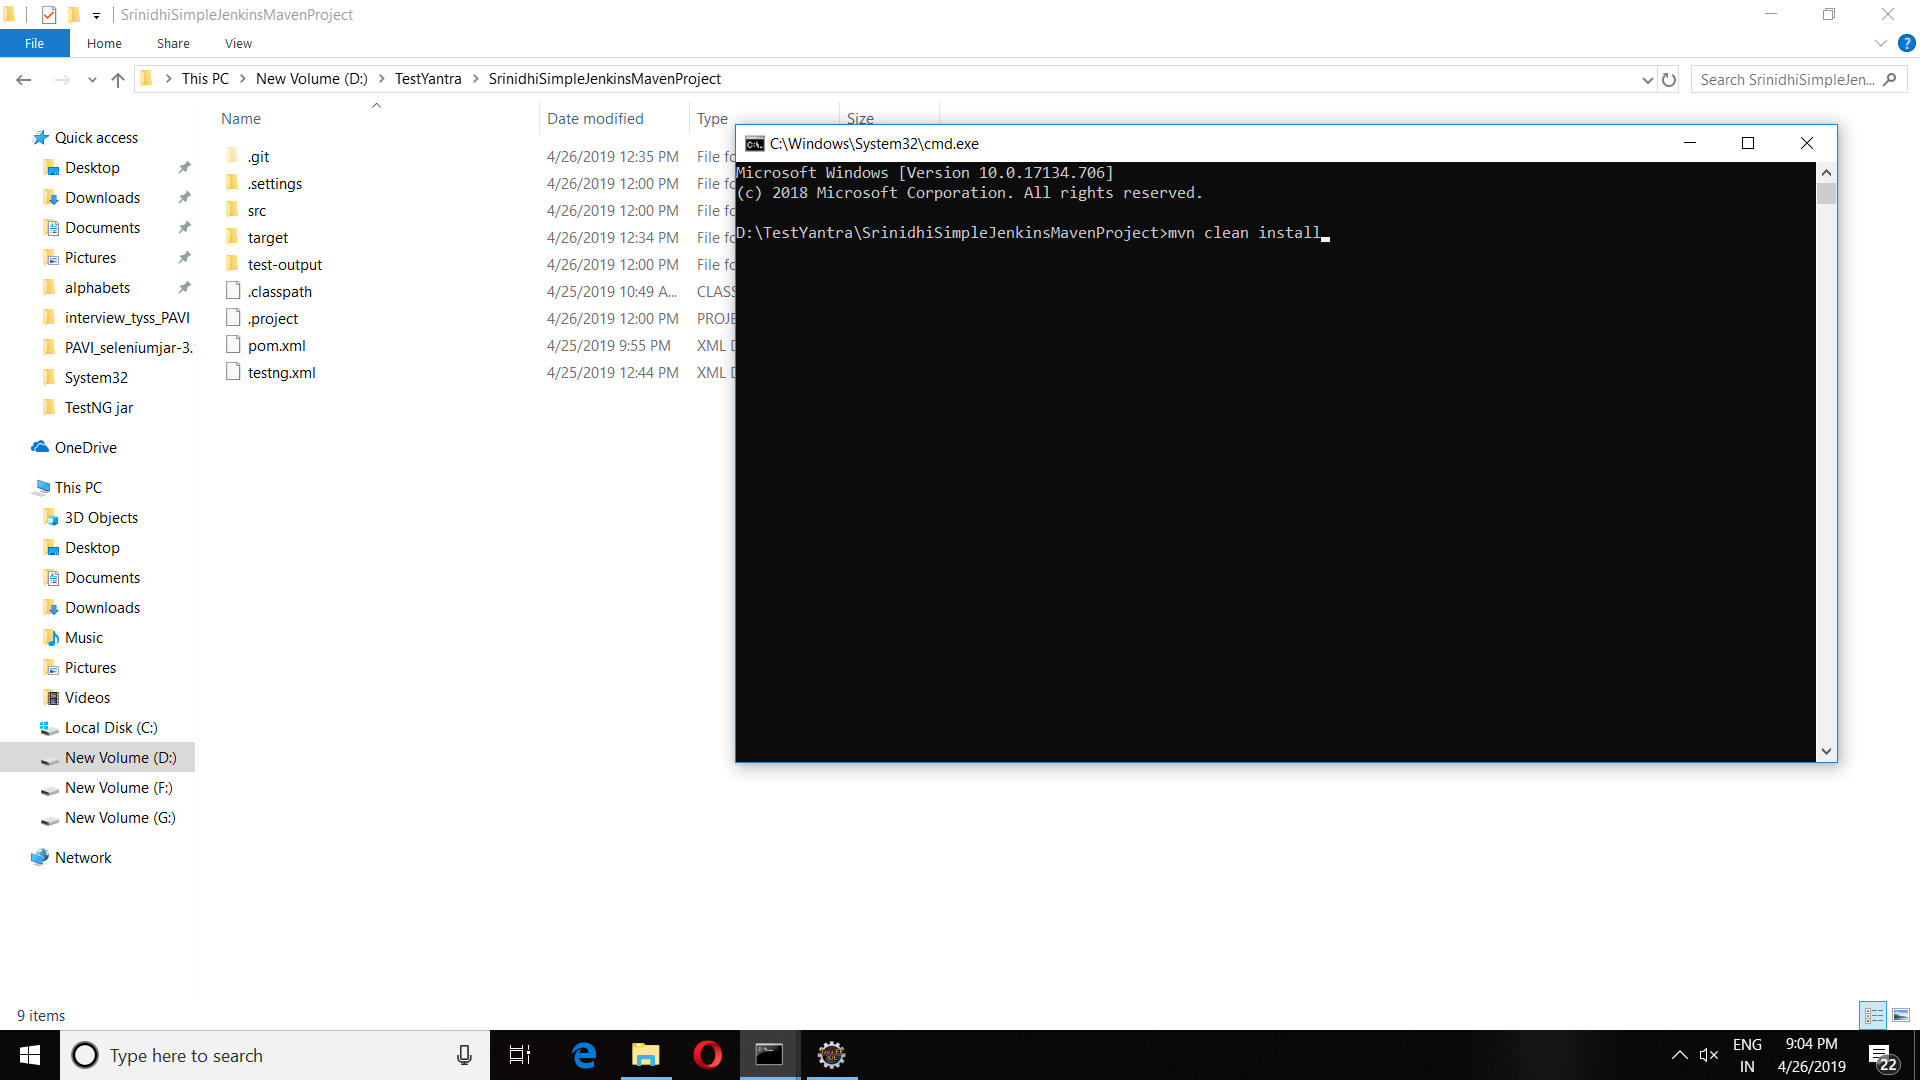 SrinidhiSimpleJenkinsMavenProject
File Home Share View
This PC New Volume (D:) TestYantra SrinidhiSimpleJenkinsMavenProject
Search SrinidhiSimpleJen...
Name Date modified Type Size
.git 4/26/2019 12:35 PM File fo
.settings 4/26/2019 12:00 PM File fo
src 4/26/2019 12:00 PM File fo
target 4/26/2019 12:34 PM File fo
test-output 4/26/2019 12:00 PM File fo
.classpath 4/25/2019 10:49 A... CLASS
.project 4/26/2019 12:00 PM PROJE
pom.xml 4/25/2019 9:55 PM XML D
testng.xml 4/25/2019 12:44 PM XML D
Quick access
Desktop
Downloads
Documents
Pictures
alphabets
interview_tyss_PAVI
PAVI_seleniumjar-3.
System32
TestNG jar
OneDrive
This PC
3D Objects
Desktop
Documents
Downloads
Music
Pictures
Videos
Local Disk (C:)
New Volume (D:)
New Volume (F:)
New Volume (G:)
Network
9 items
C:\Windows\System32\cmd.exe
Microsoft Windows [Version 10.0.17134.706]
(c) 2018 Microsoft Corporation. All rights reserved.
D:\TestYantra\SrinidhiSimpleJenkinsMavenProject>mvn clean install
Type here to search
ENG
IN
9:04 PM
4/26/2019
22